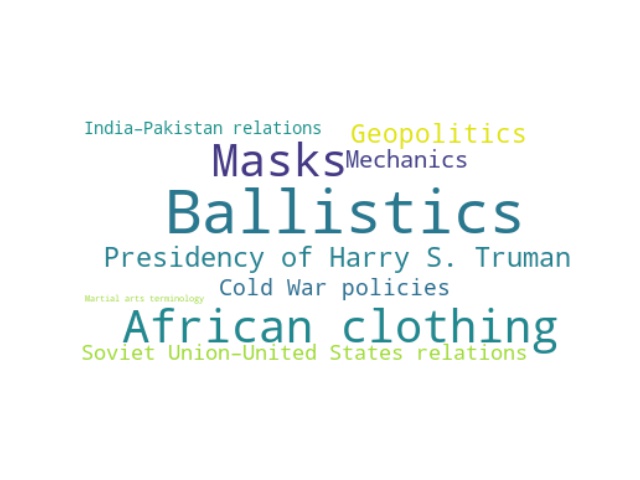 India–Pakistan relations
Geopolitics
Masks
Mechanics
Ballistics
Presidency of Harry S. Truman
Cold War policies
Martial arts terminology
African clothing
Soviet Union–United States relations